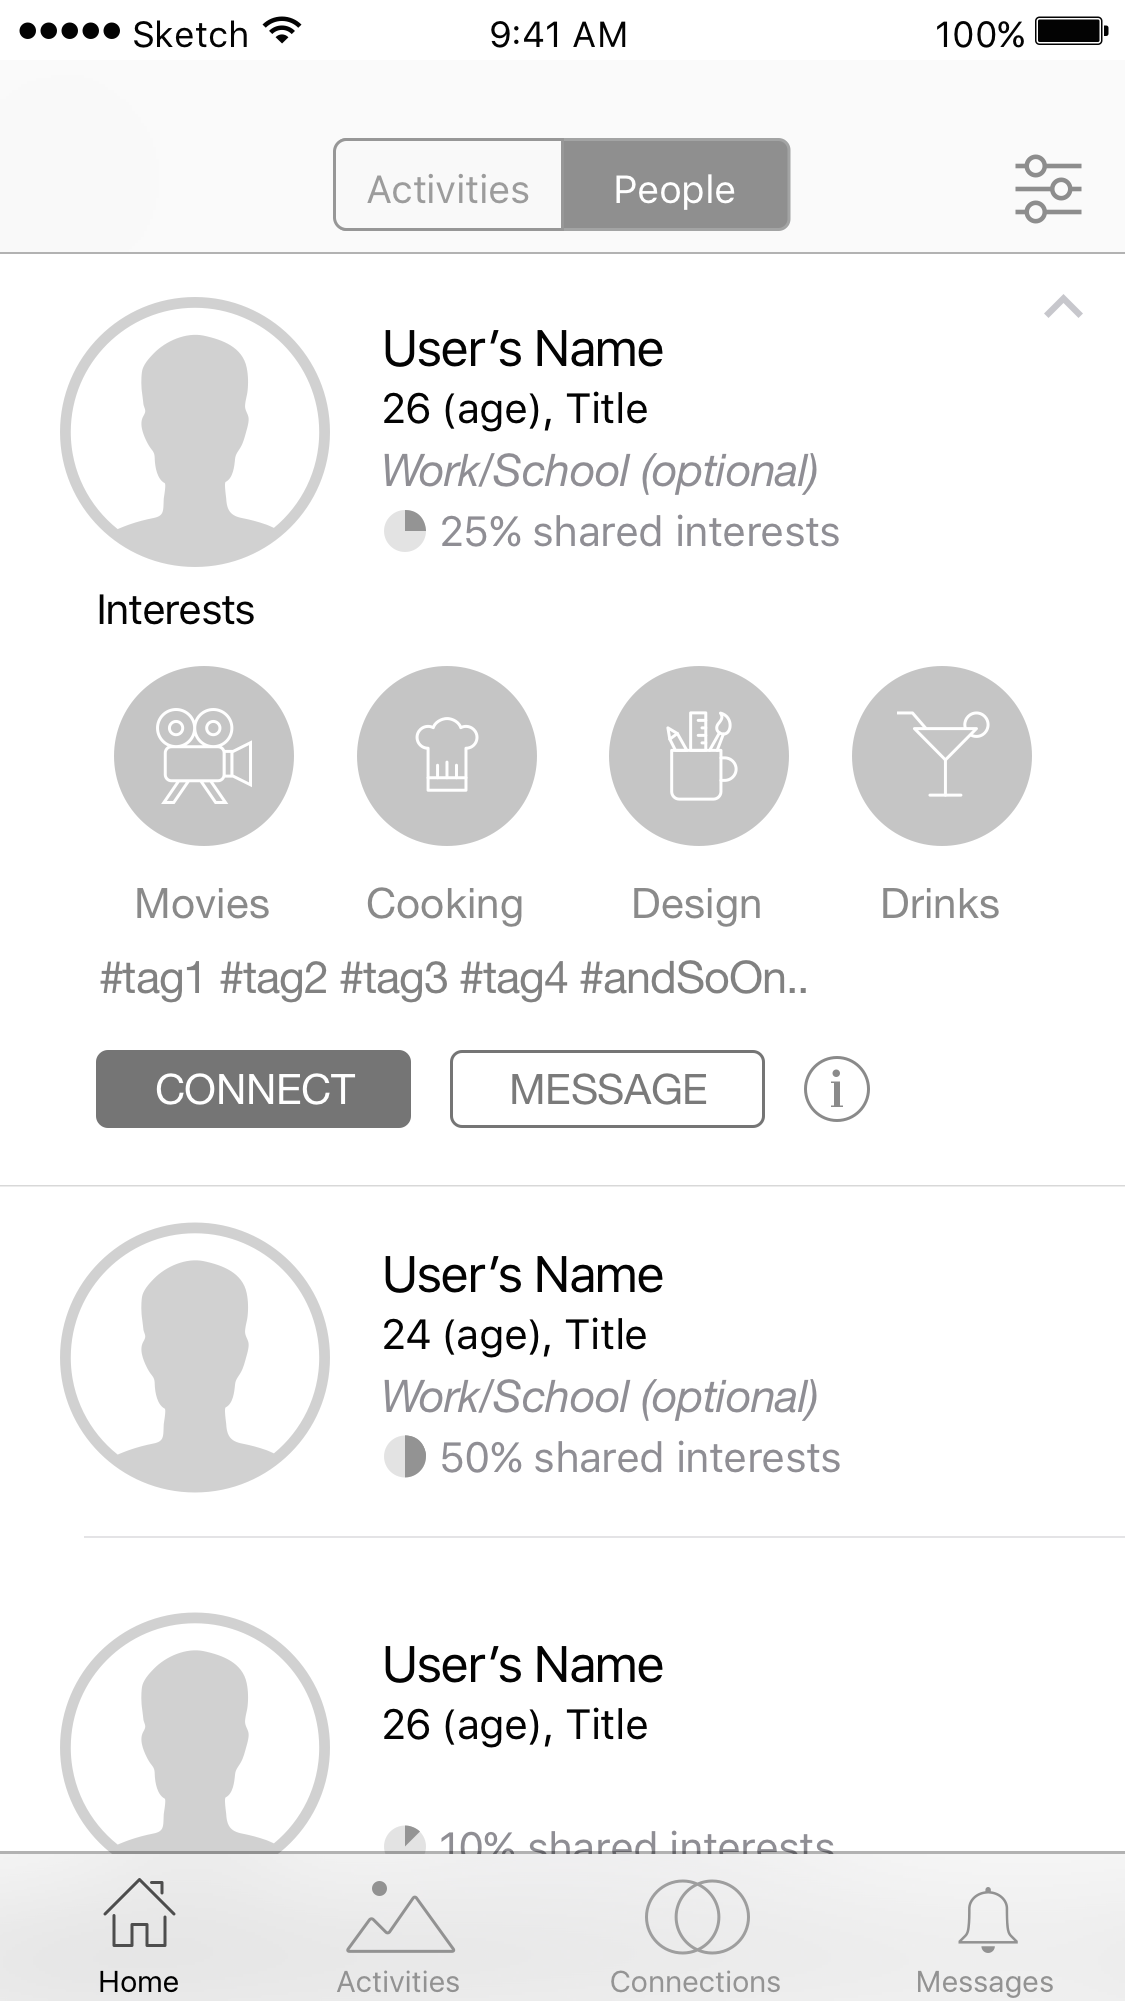 Sketch 9:41 AM 100%
Activities People
User’s Name
26 (age), Title
Work/School (optional)
25% shared interests
Interests
Movies Cooking Design Drinks
#tag1 #tag2 #tag3 #tag4 #andSoOn..
CONNECT MESSAGE i
User’s Name
24 (age), Title
Work/School (optional)
50% shared interests
User’s Name
26 (age), Title
10% shared interests
Home Activities Connections Messages